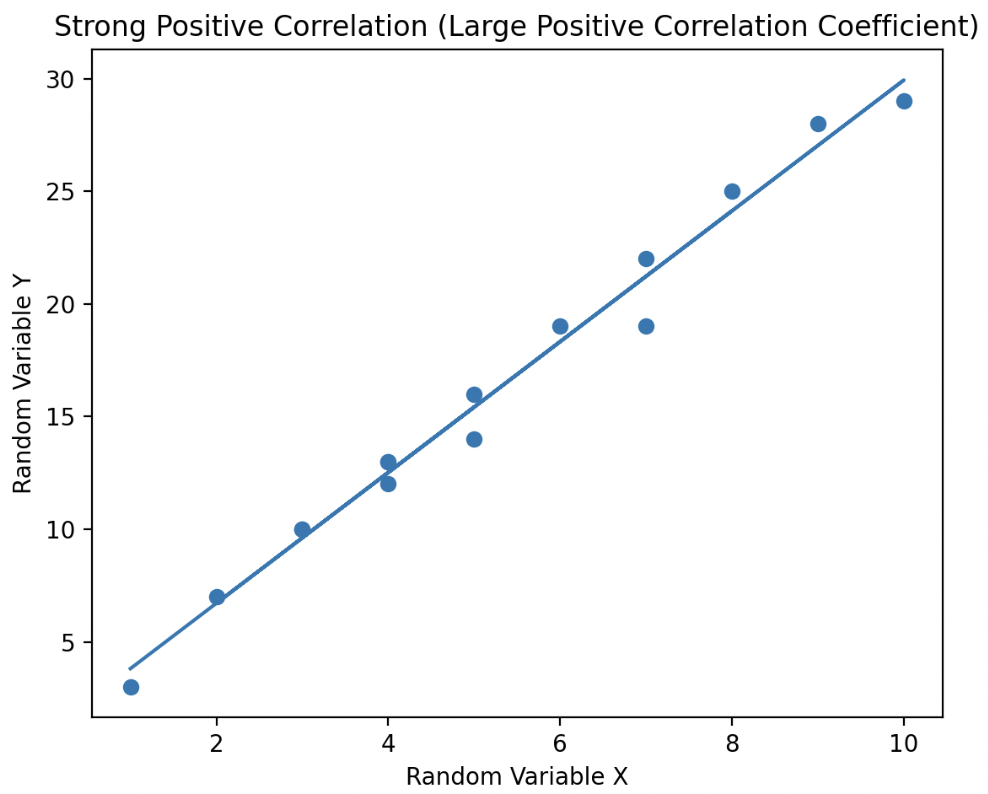 Strong Positive Correlation (Large Positive Correlation Coefficient)
30
25
20
15
10
5
Random Variable Y
2 4 6 8 10
Random Variable X